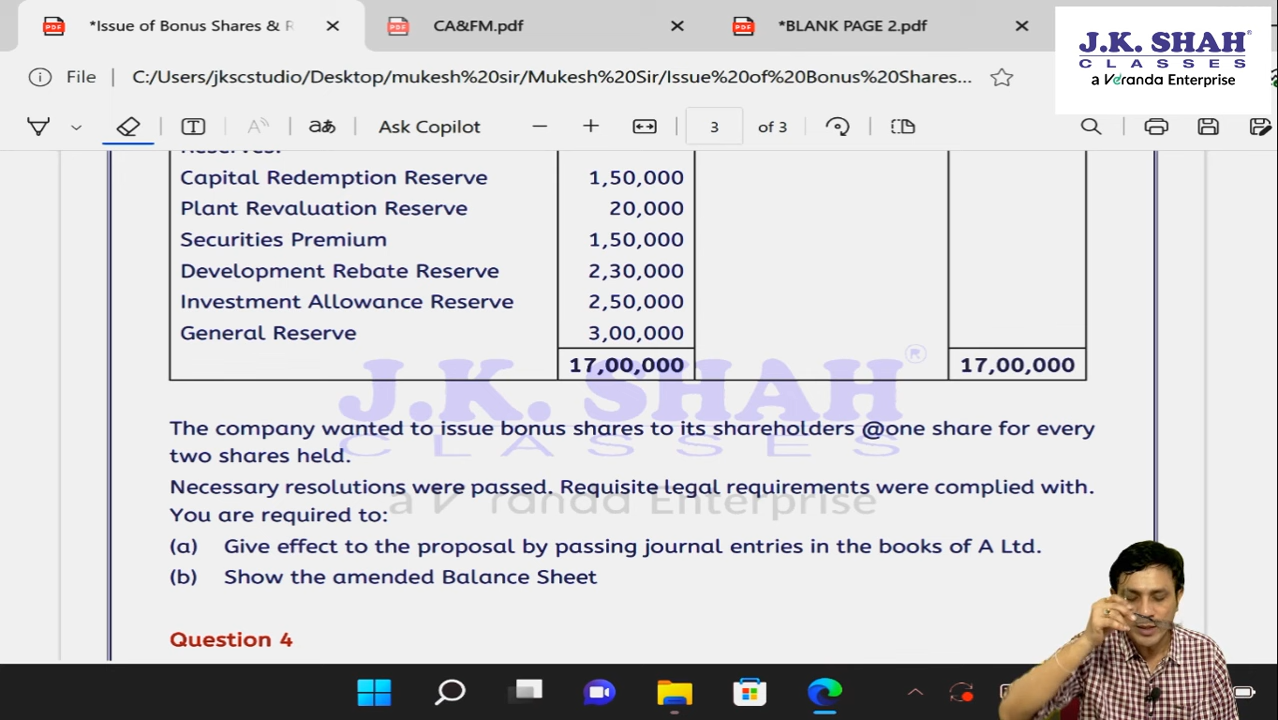 *Issue of Bonus Shares & R
CA&FM.pdf
*BLANK PAGE 2.pdf
J.K. SHAH®
CLASSES
a Veranda Enterprise
File
C:/Users/jkscstudio/Desktop/mukesh%20sir/Mukesh%20Sir/Issue%20of%20Bonus%20Shares...
Ask Copilot
3 of 3
Reserves:
Capital Redemption Reserve 1,50,000
Plant Revaluation Reserve 20,000
Securities Premium 1,50,000
Development Rebate Reserve 2,30,000
Investment Allowance Reserve 2,50,000
General Reserve 3,00,000
17,00,000 17,00,000
J.K. SHAH®
CLASSES
a V randa Enterprise
The company wanted to issue bonus shares to its shareholders @one share for every
two shares held.
Necessary resolutions were passed. Requisite legal requirements were complied with.
You are required to:
(a) Give effect to the proposal by passing journal entries in the books of A Ltd.
(b) Show the amended Balance Sheet
Question 4